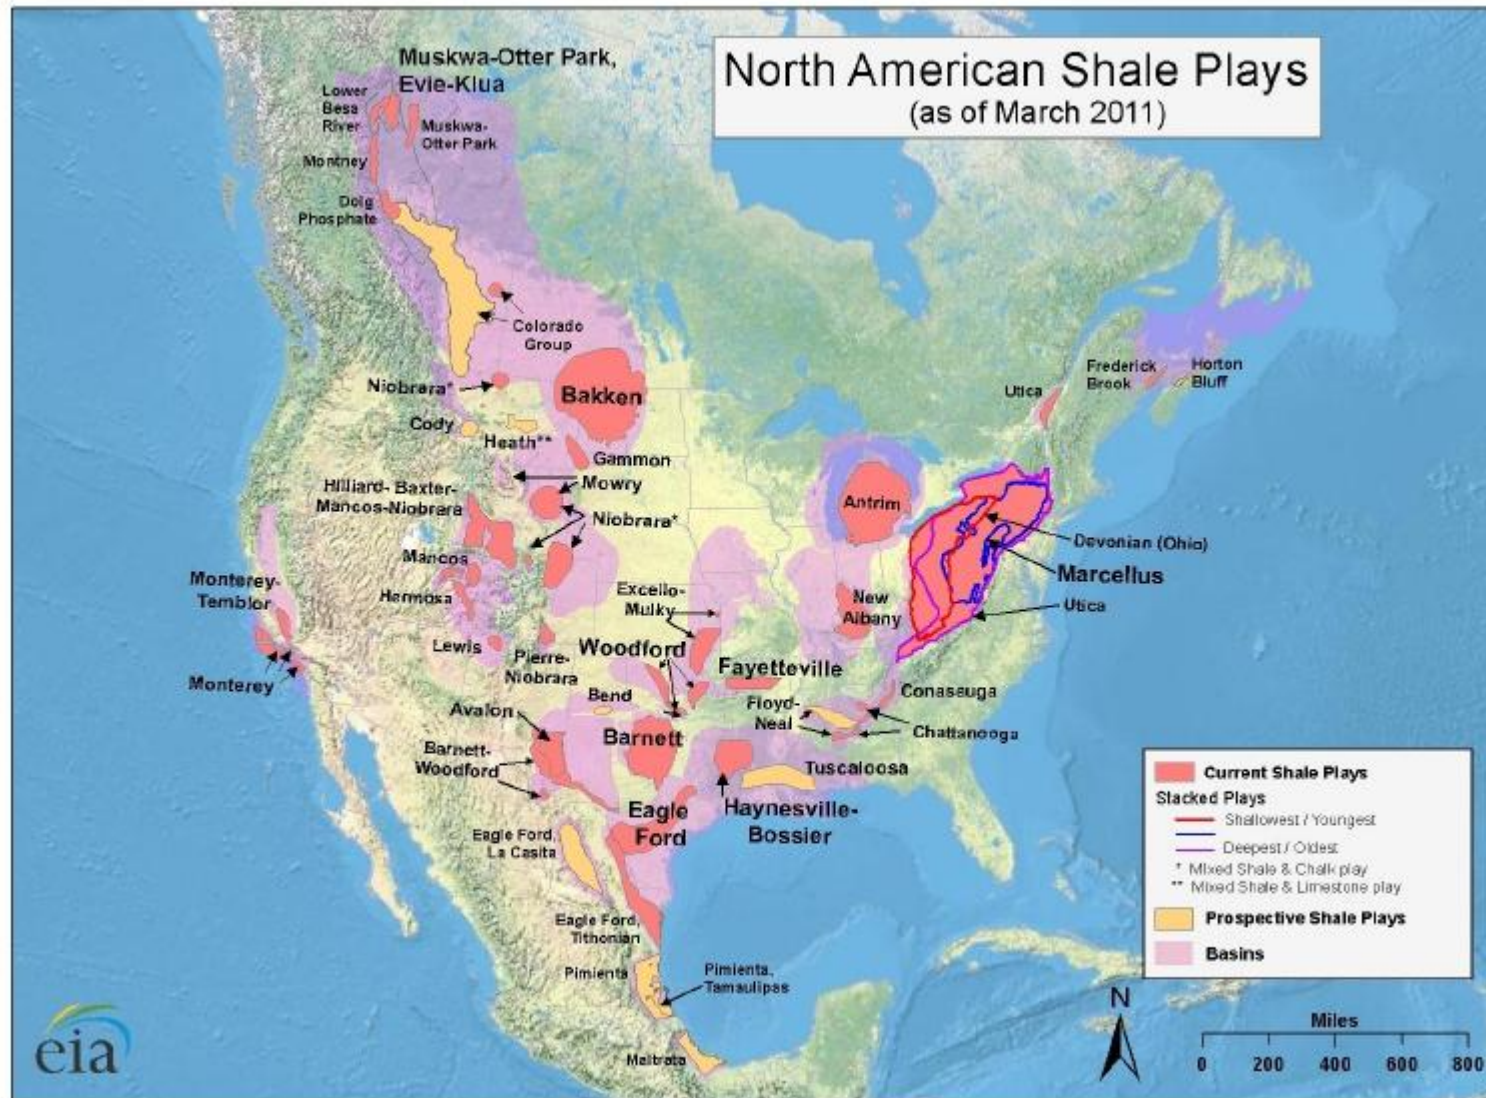 North American Shale Plays
(as of March 2011)
Muskwa-Otter Park,
Evie-Klua
Lower
Besa
River
Muskwa-
Otter Park
Montney
Doig
Phosphate
Colorado
Group
Niobrara*
Bakken
Cody
Heath**
Gammon
Mowry
Hilliard- Baxter-
Mancos-Niobrara
Niobrara*
Mancos
Hermosa
Monterey-
Temblor
Monterey
Lewis
Pierre-
Niobrara
Excello-
Mulky
Woodford
Fayetteville
Bend
Avalon
Barnett
Barnett-
Woodford
Eagle
Ford
Haynesville-
Bossier
Tuscaloosa
Floyd-
Neal
Conasauga
Chattanooga
New
Albany
Antrim
Utica
Frederick
Brook
Horton
Bluff
Devonian (Ohio)
Marcellus
Utica
Eagle Ford,
La Casita
Eagle Ford,
Tithonian
Pimienta
Pimienta,
Tamaulipas
Maltrata
Current Shale Plays
Stacked Plays
Shallowest / Youngest
Deepest / Oldest
* Mixed Shale & Chalk play
** Mixed Shale & Limestone play
Prospective Shale Plays
Basins
N
Miles
0 200 400 600 800
eia